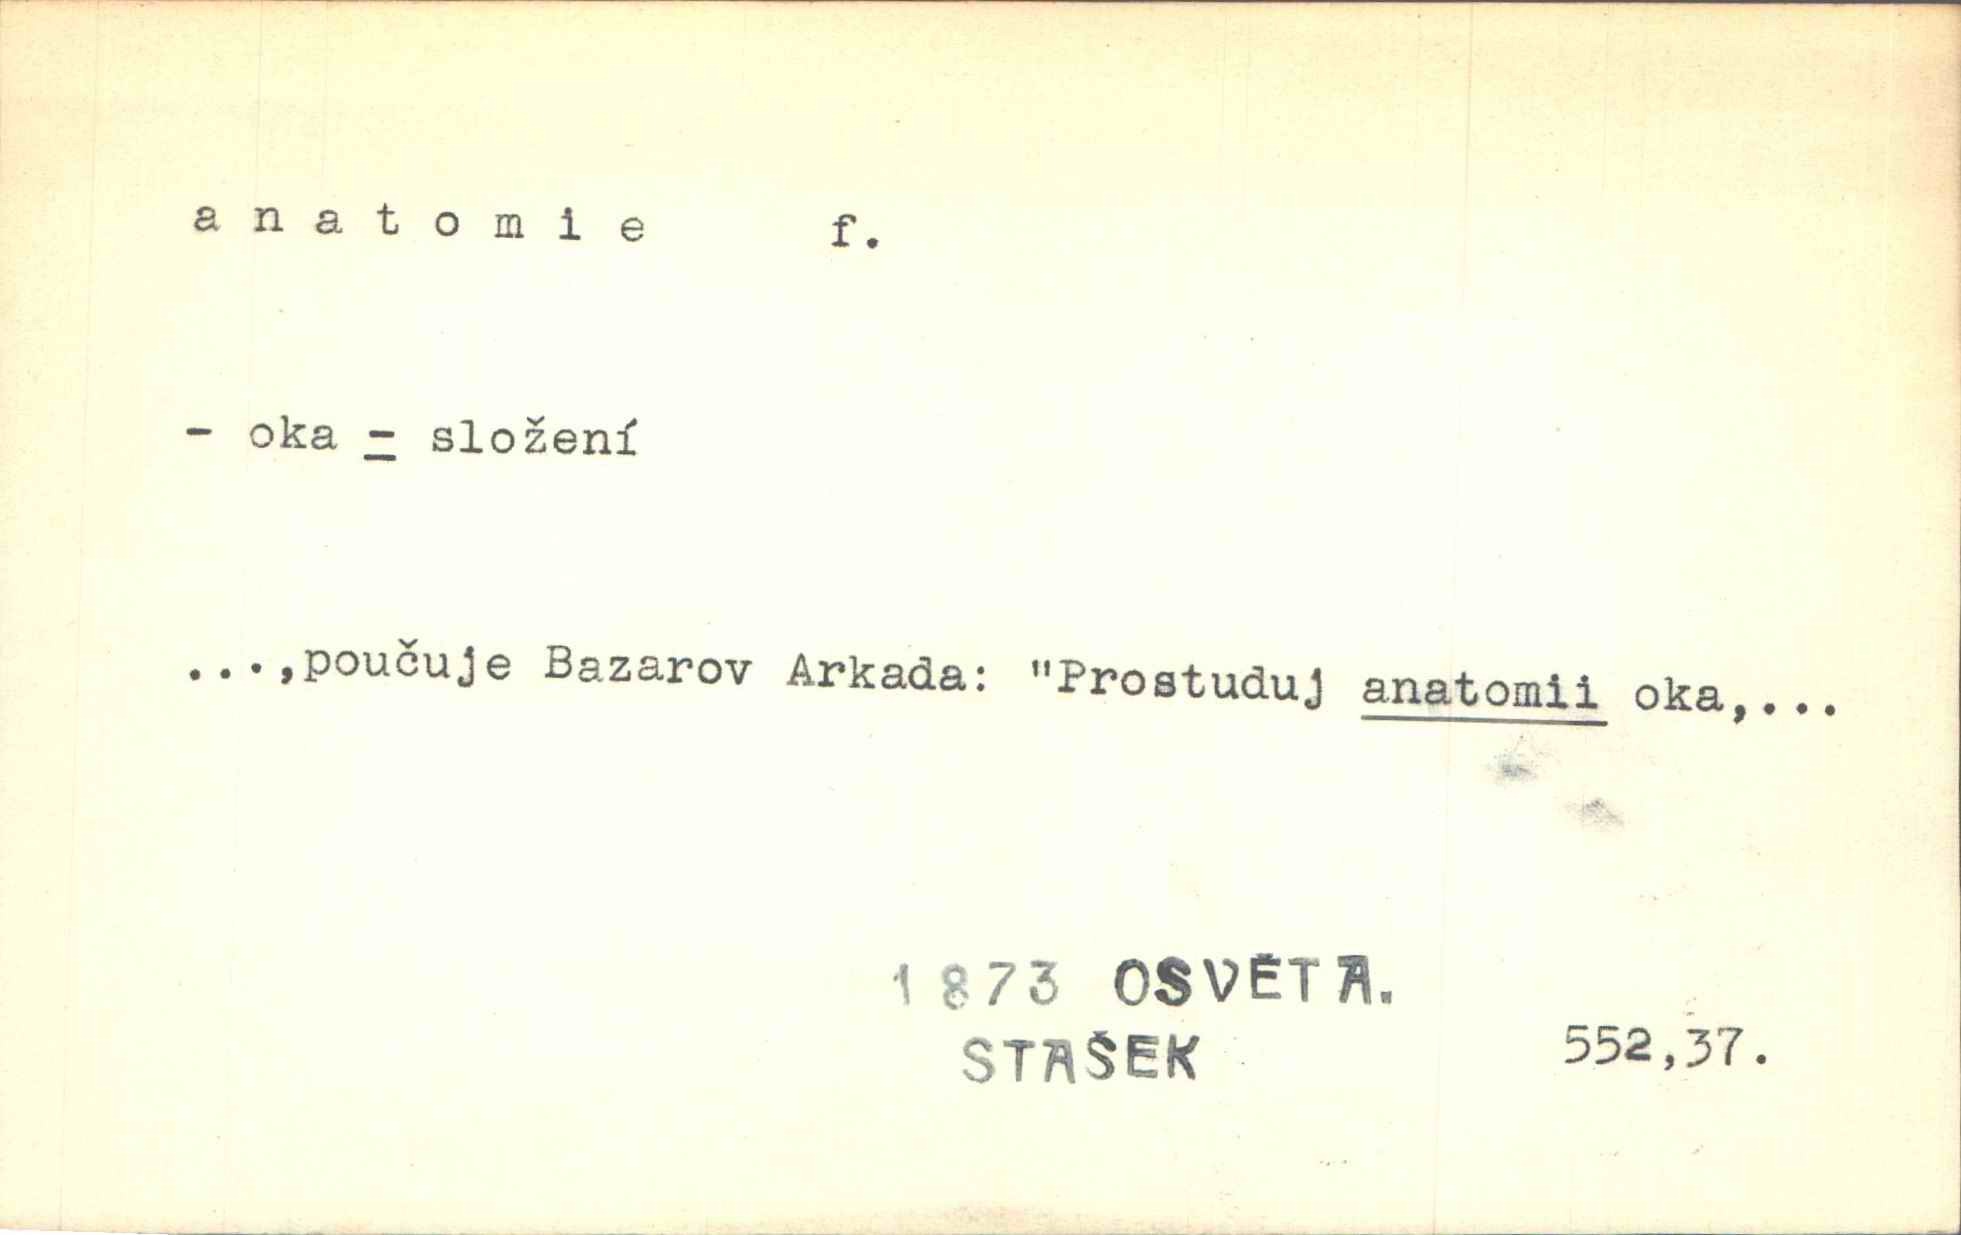 a n a t o m i e f.
- oka = složení
...,poučuje Bazarov Arkada: "Prostuduj anatomii oka,...
1873 OSVĚTA.
STAŠEK 552,37.